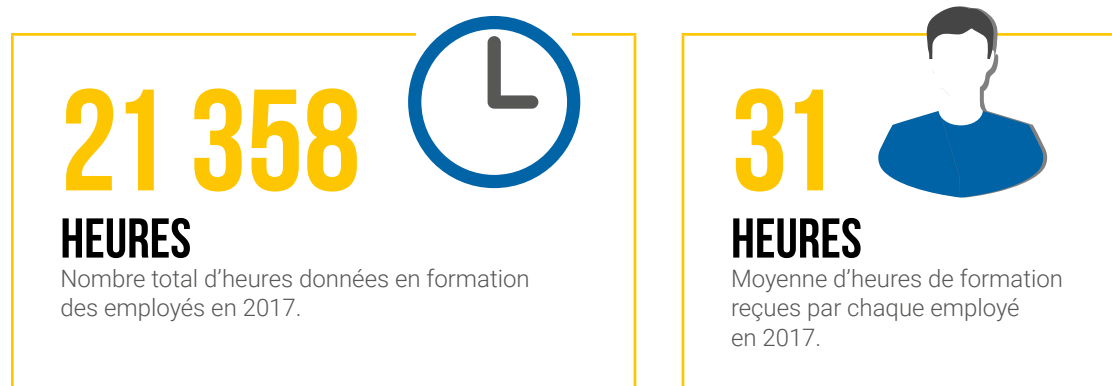 21 358
HEURES
Nombre total d’heures données en formation
des employés en 2017.
31
HEURES
Moyenne d’heures de formation
reçues par chaque employé
en 2017.